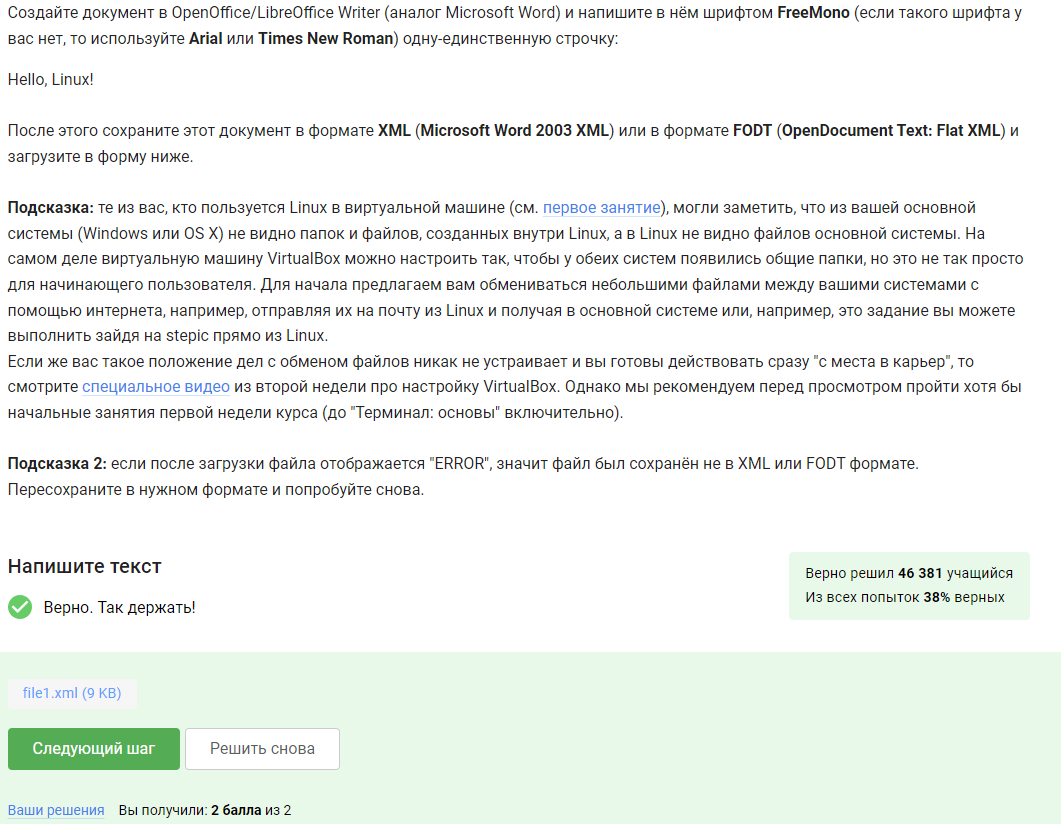 Создайте документ в OpenOffice/LibreOffice Writer (аналог Microsoft Word) и напишите в нём шрифтом FreeMono (если такого шрифта у
вас нет, то используйте Arial или Times New Roman) одну-единственную строчку:
Hello, Linux!
После этого сохраните этот документ в формате XML (Microsoft Word 2003 XML) или в формате FODT (OpenDocument Text: Flat XML) и
загрузите в форму ниже.
Подсказка: те из вас, кто пользуется Linux в виртуальной машине (см. первое занятие), могли заметить, что из вашей основной
системы (Windows или OS X) не видно папок и файлов, созданных внутри Linux, а в Linux не видно файлов основной системы. На
самом деле виртуальную машину VirtualBox можно настроить так, чтобы у обеих систем появились общие папки, но это не так просто
для начинающего пользователя. Для начала предлагаем вам обмениваться небольшими файлами между вашими системами с
помощью интернета, например, отправляя их на почту из Linux и получая в основной системе или, например, это задание вы можете
выполнить зайдя на stepic прямо из Linux.
Если же вас такое положение дел с обменом файлов никак не устраивает и вы готовы действовать сразу "с места в карьер", то
смотрите специальное видео из второй недели про настройку VirtualBox. Однако мы рекомендуем перед просмотром пройти хотя бы
начальные занятия первой недели курса (до "Терминал: основы" включительно).
Подсказка 2: если после загрузки файла отображается "ERROR", значит файл был сохранён не в XML или FODT формате.
Пересохраните в нужном формате и попробуйте снова.
Напишите текст
Верно. Так держать!
Верно решил 46 381 учащийся
Из всех попыток 38% верных
file1.xml (9 KB)
Следующий шаг
Решить снова
Ваши решения Вы получили: 2 балла из 2